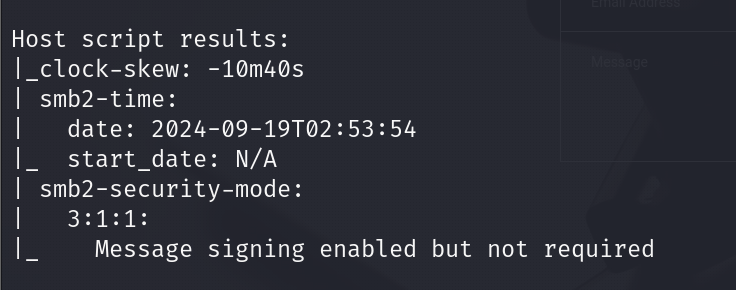 Email Address
Host script results:
|_clock-skew: -10m40s
| smb2-time:
Message
|   date: 2024-09-19T02:53:54
|_  start_date: N/A
| smb2-security-mode:
|   3:1:1:
|_    Message signing enabled but not required